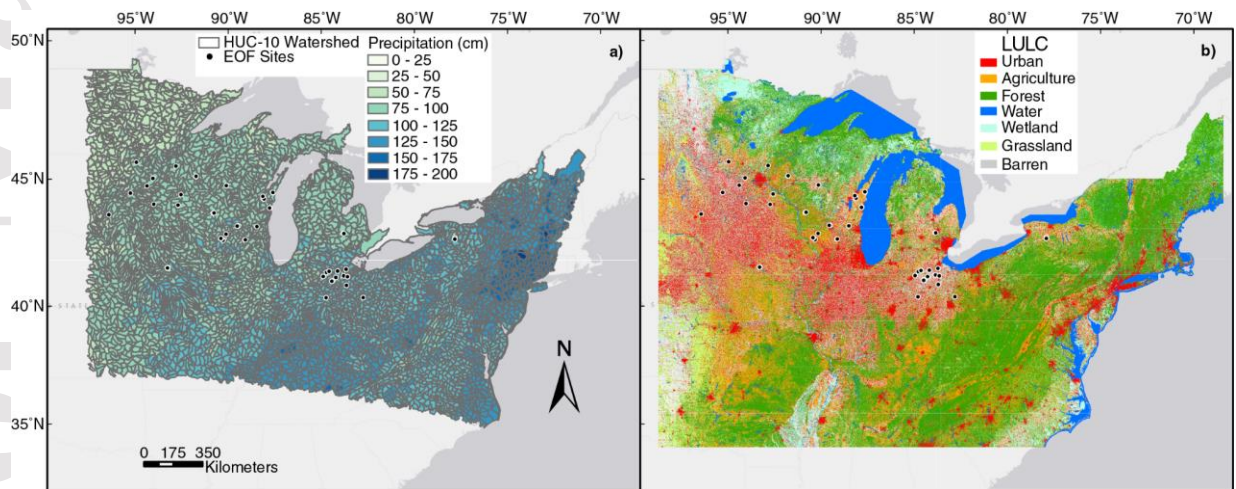 95°W 90°W 85°W 80°W 75°W 70°W
50°N
45°N
40°N
35°N
HUC-10 Watershed
EOF Sites
Precipitation (cm)
0 - 25
25 - 50
50 - 75
75 - 100
100 - 125
125 - 150
150 - 175
175 - 200
a)
N
0 175 350
Kilometers
95°W 90°W 85°W 80°W 75°W 70°W
LULC
Urban
Agriculture
Forest
Water
Wetland
Grassland
Barren
b)